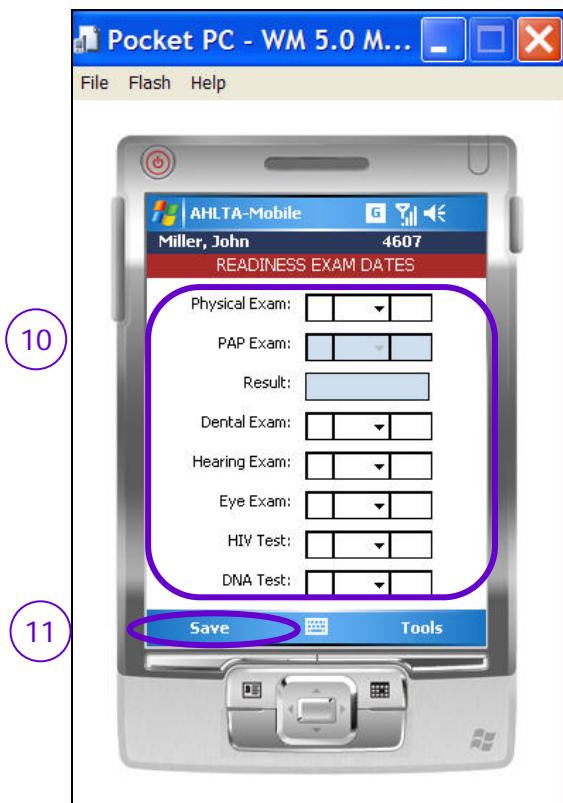 Pocket PC - WM 5.0 M...
File Flash Help
AHLTA-Mobile G
Miller, John 4607
READINESS EXAM DATES
Physical Exam:
10
PAP Exam:
Result:
Dental Exam:
Hearing Exam:
Eye Exam:
HIV Test:
DNA Test:
11
Save Tools